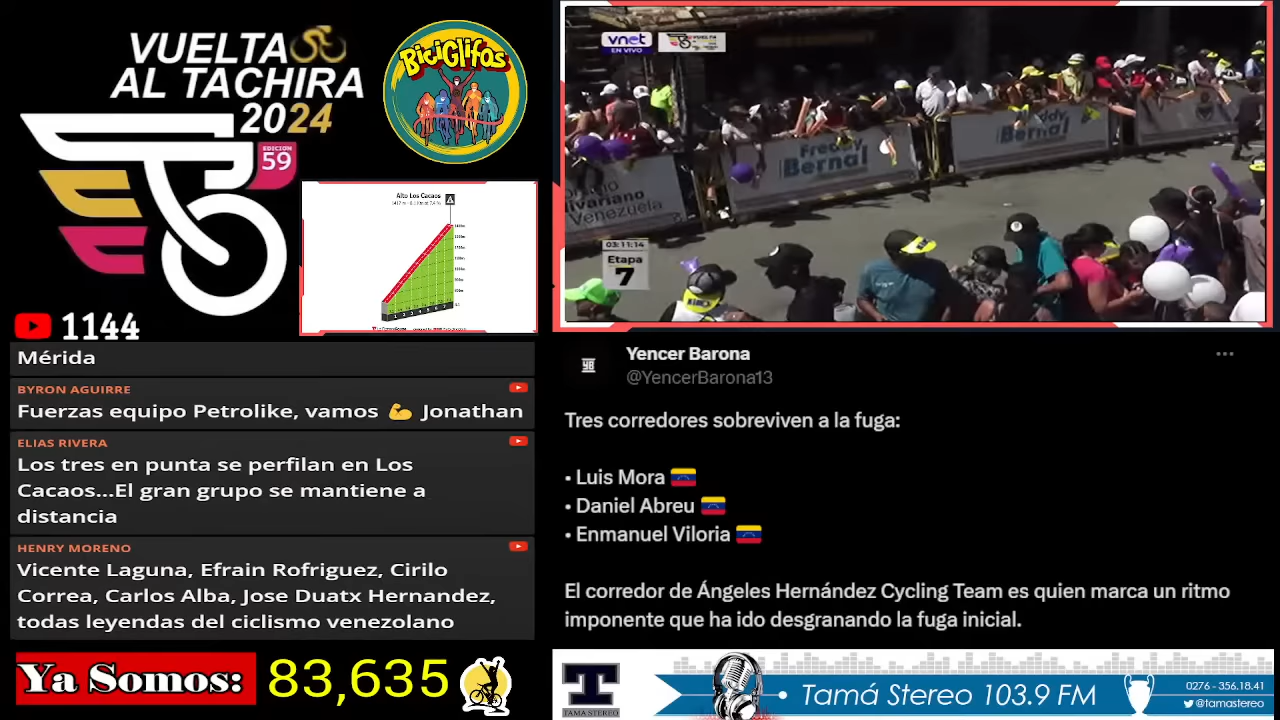 VUELTA
AL TACHIRA
2024
EDICION
59
BiciGlifos
Alto Los Cacaos
1144
Mérida
BYRON AGUIRRE
Fuerzas equipo Petrolike, vamos 💪 Jonathan
ELIAS RIVERA
Los tres en punta se perfilan en Los
Cacaos...El gran grupo se mantiene a
distancia
HENRY MORENO
Vicente Laguna, Efrain Rofriguez, Cirilo
Correa, Carlos Alba, Jose Duatx Hernandez,
todas leyendas del ciclismo venezolano
Ya Somos: 83,635
vnet
EN VIVO
Freddy
Bernal
Freddy
Bernal
Venezuela
03:11:14
Etapa
7
Yencer Barona
@YencerBarona13
Tres corredores sobreviven a la fuga:
• Luis Mora 🇻🇪
• Daniel Abreu 🇻🇪
• Enmanuel Viloria 🇻🇪
El corredor de Ángeles Hernández Cycling Team es quien marca un ritmo
imponente que ha ido desgranando la fuga inicial.
T
TAMA STEREO
Tamá Stereo 103.9 FM
0276 - 356.18.41
@tamastereo